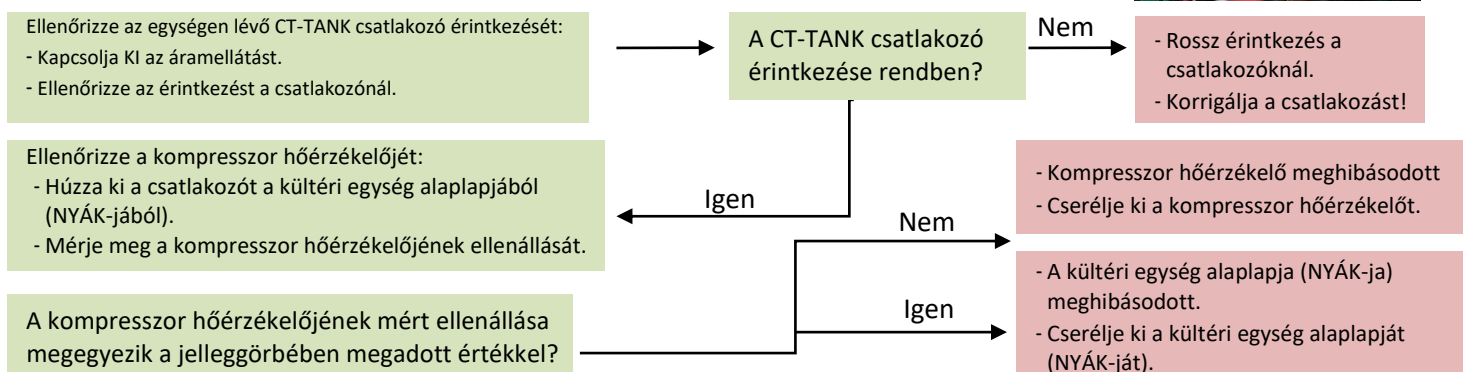 Ellenőrizze az egységen lévő CT-TANK csatlakozó érintkezését:
- Kapcsolja KI az áramellátást.
- Ellenőrizze az érintkezést a csatlakozónál.
A CT-TANK csatlakozó
érintkezése rendben?
Nem
- Rossz érintkezés a
csatlakozóknál.
- Korrigálja a csatlakozást!
Igen
Ellenőrizze a kompresszor hőérzékelőjét:
- Húzza ki a csatlakozót a kültéri egység alaplapjából
(NYÁK-jából).
- Mérje meg a kompresszor hőérzékelőjének ellenállását.
A kompresszor hőérzékelőjének mért ellenállása
megegyezik a jelleggörbében megadott értékkel?
Nem
- Kompresszor hőérzékelő meghibásodott
- Cserélje ki a kompresszor hőérzékelőt.
Igen
- A kültéri egység alaplapja (NYÁK-ja)
meghibásodott.
- Cserélje ki a kültéri egység alaplapját
(NYÁK-ját).